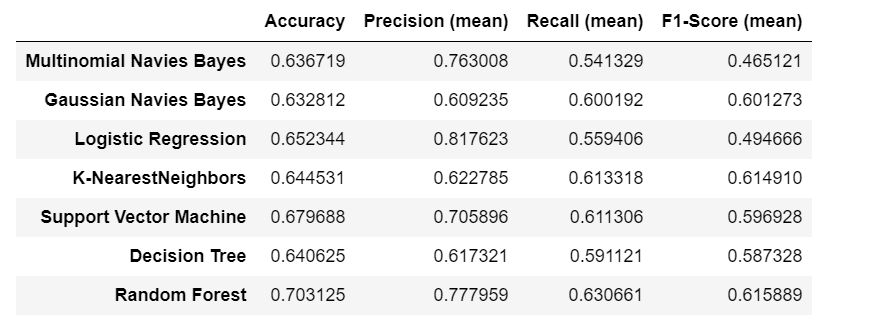 Accuracy Precision (mean) Recall (mean) F1-Score (mean)
Multinomial Navies Bayes 0.636719 0.763008 0.541329 0.465121
Gaussian Navies Bayes 0.632812 0.609235 0.600192 0.601273
Logistic Regression 0.652344 0.817623 0.559406 0.494666
K-NearestNeighbors 0.644531 0.622785 0.613318 0.614910
Support Vector Machine 0.679688 0.705896 0.611306 0.596928
Decision Tree 0.640625 0.617321 0.591121 0.587328
Random Forest 0.703125 0.777959 0.630661 0.615889